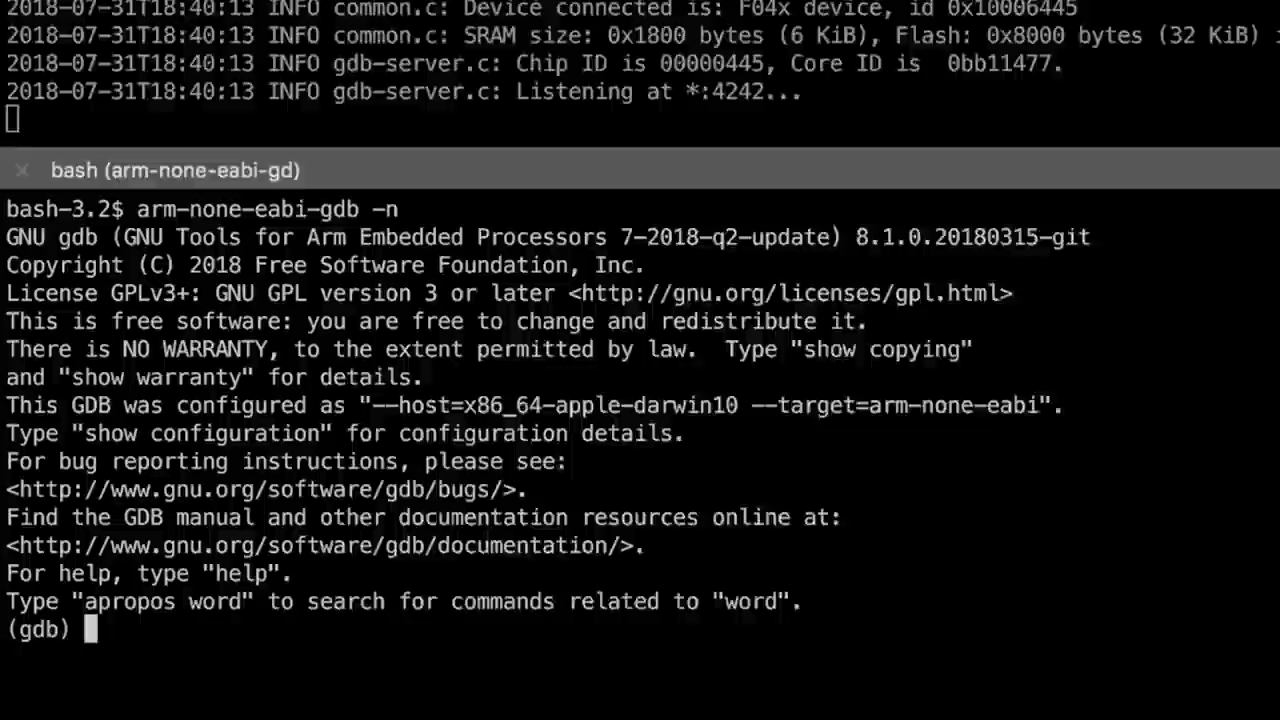 2018-07-31T18:40:13 INFO common.c: Device connected is: F04x device, id 0x10006445
2018-07-31T18:40:13 INFO common.c: SRAM size: 0x1800 bytes (6 KiB), Flash: 0x8000 bytes (32 KiB)
2018-07-31T18:40:13 INFO gdb-server.c: Chip ID is 00000445, Core ID is  0bb11477.
2018-07-31T18:40:13 INFO gdb-server.c: Listening at *:4242...
bash (arm-none-eabi-gd)
bash-3.2$ arm-none-eabi-gdb -n
GNU gdb (GNU Tools for Arm Embedded Processors 7-2018-q2-update) 8.1.0.20180315-git
Copyright (C) 2018 Free Software Foundation, Inc.
License GPLv3+: GNU GPL version 3 or later <http://gnu.org/licenses/gpl.html>
This is free software: you are free to change and redistribute it.
There is NO WARRANTY, to the extent permitted by law.  Type "show copying"
and "show warranty" for details.
This GDB was configured as "--host=x86_64-apple-darwin10 --target=arm-none-eabi".
Type "show configuration" for configuration details.
For bug reporting instructions, please see:
<http://www.gnu.org/software/gdb/bugs/>.
Find the GDB manual and other documentation resources online at:
<http://www.gnu.org/software/gdb/documentation/>.
For help, type "help".
Type "apropos word" to search for commands related to "word".
(gdb)